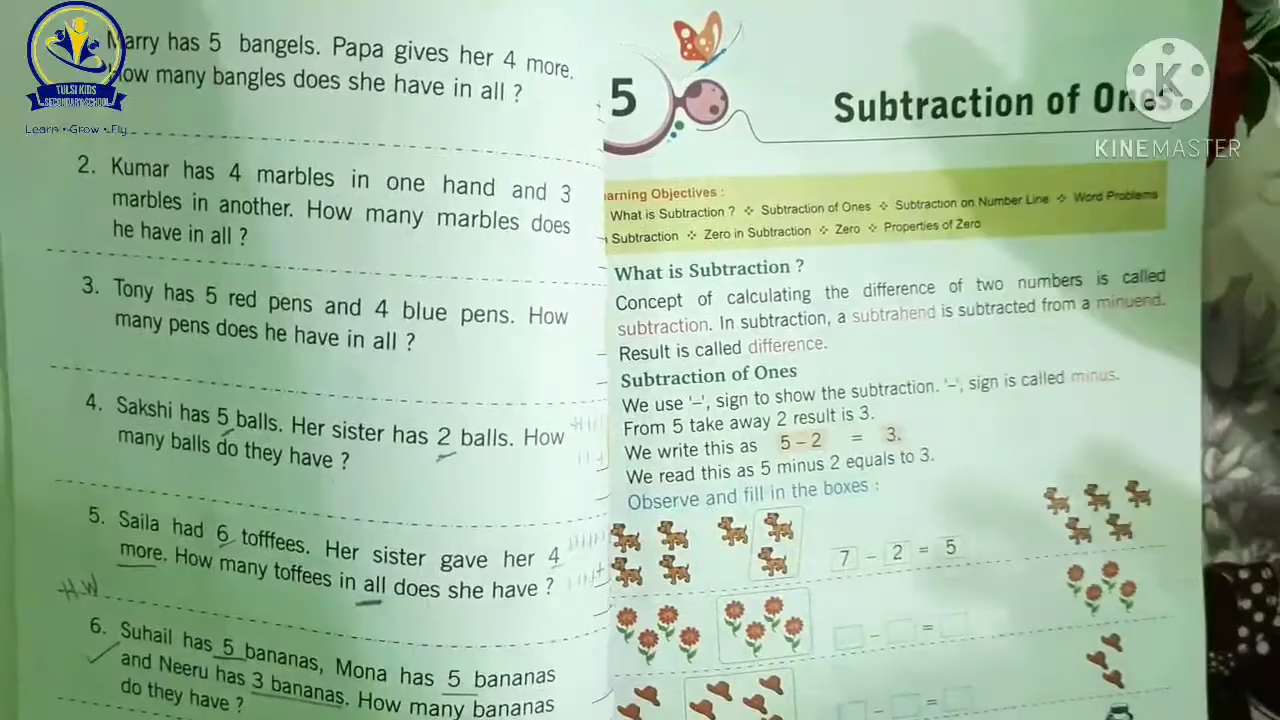 TULSI KIDS
SECONDARY SCHOOL
Learn • Grow • Fly
Marry has 5 bangels. Papa gives her 4 more.
How many bangles does she have in all ?
2. Kumar has 4 marbles in one hand and 3
marbles in another. How many marbles does
he have in all ?
3. Tony has 5 red pens and 4 blue pens. How
many pens does he have in all ?
4. Sakshi has 5 balls. Her sister has 2 balls. How
many balls do they have ?
5. Saila had 6 tofffees. Her sister gave her 4
more. How many toffees in all does she have ?
H.W
6. Suhail has 5 bananas, Mona has 5 bananas
and Neeru has 3 bananas. How many bananas
do they have ?
5
Subtraction of Ones
K
KINEMASTER
arning Objectives :
What is Subtraction ? ❖ Subtraction of Ones ❖ Subtraction on Number Line ❖ Word Problems
Subtraction ❖ Zero in Subtraction ❖ Zero ❖ Properties of Zero
What is Subtraction ?
Concept of calculating the difference of two numbers is called
subtraction. In subtraction, a subtrahend is subtracted from a minuend.
Result is called difference.
Subtraction of Ones
We use '–', sign to show the subtraction. '–', sign is called minus.
From 5 take away 2 result is 3.
We write this as 5 – 2 = 3.
We read this as 5 minus 2 equals to 3.
Observe and fill in the boxes :
7 – 2 = 5
– =
– =